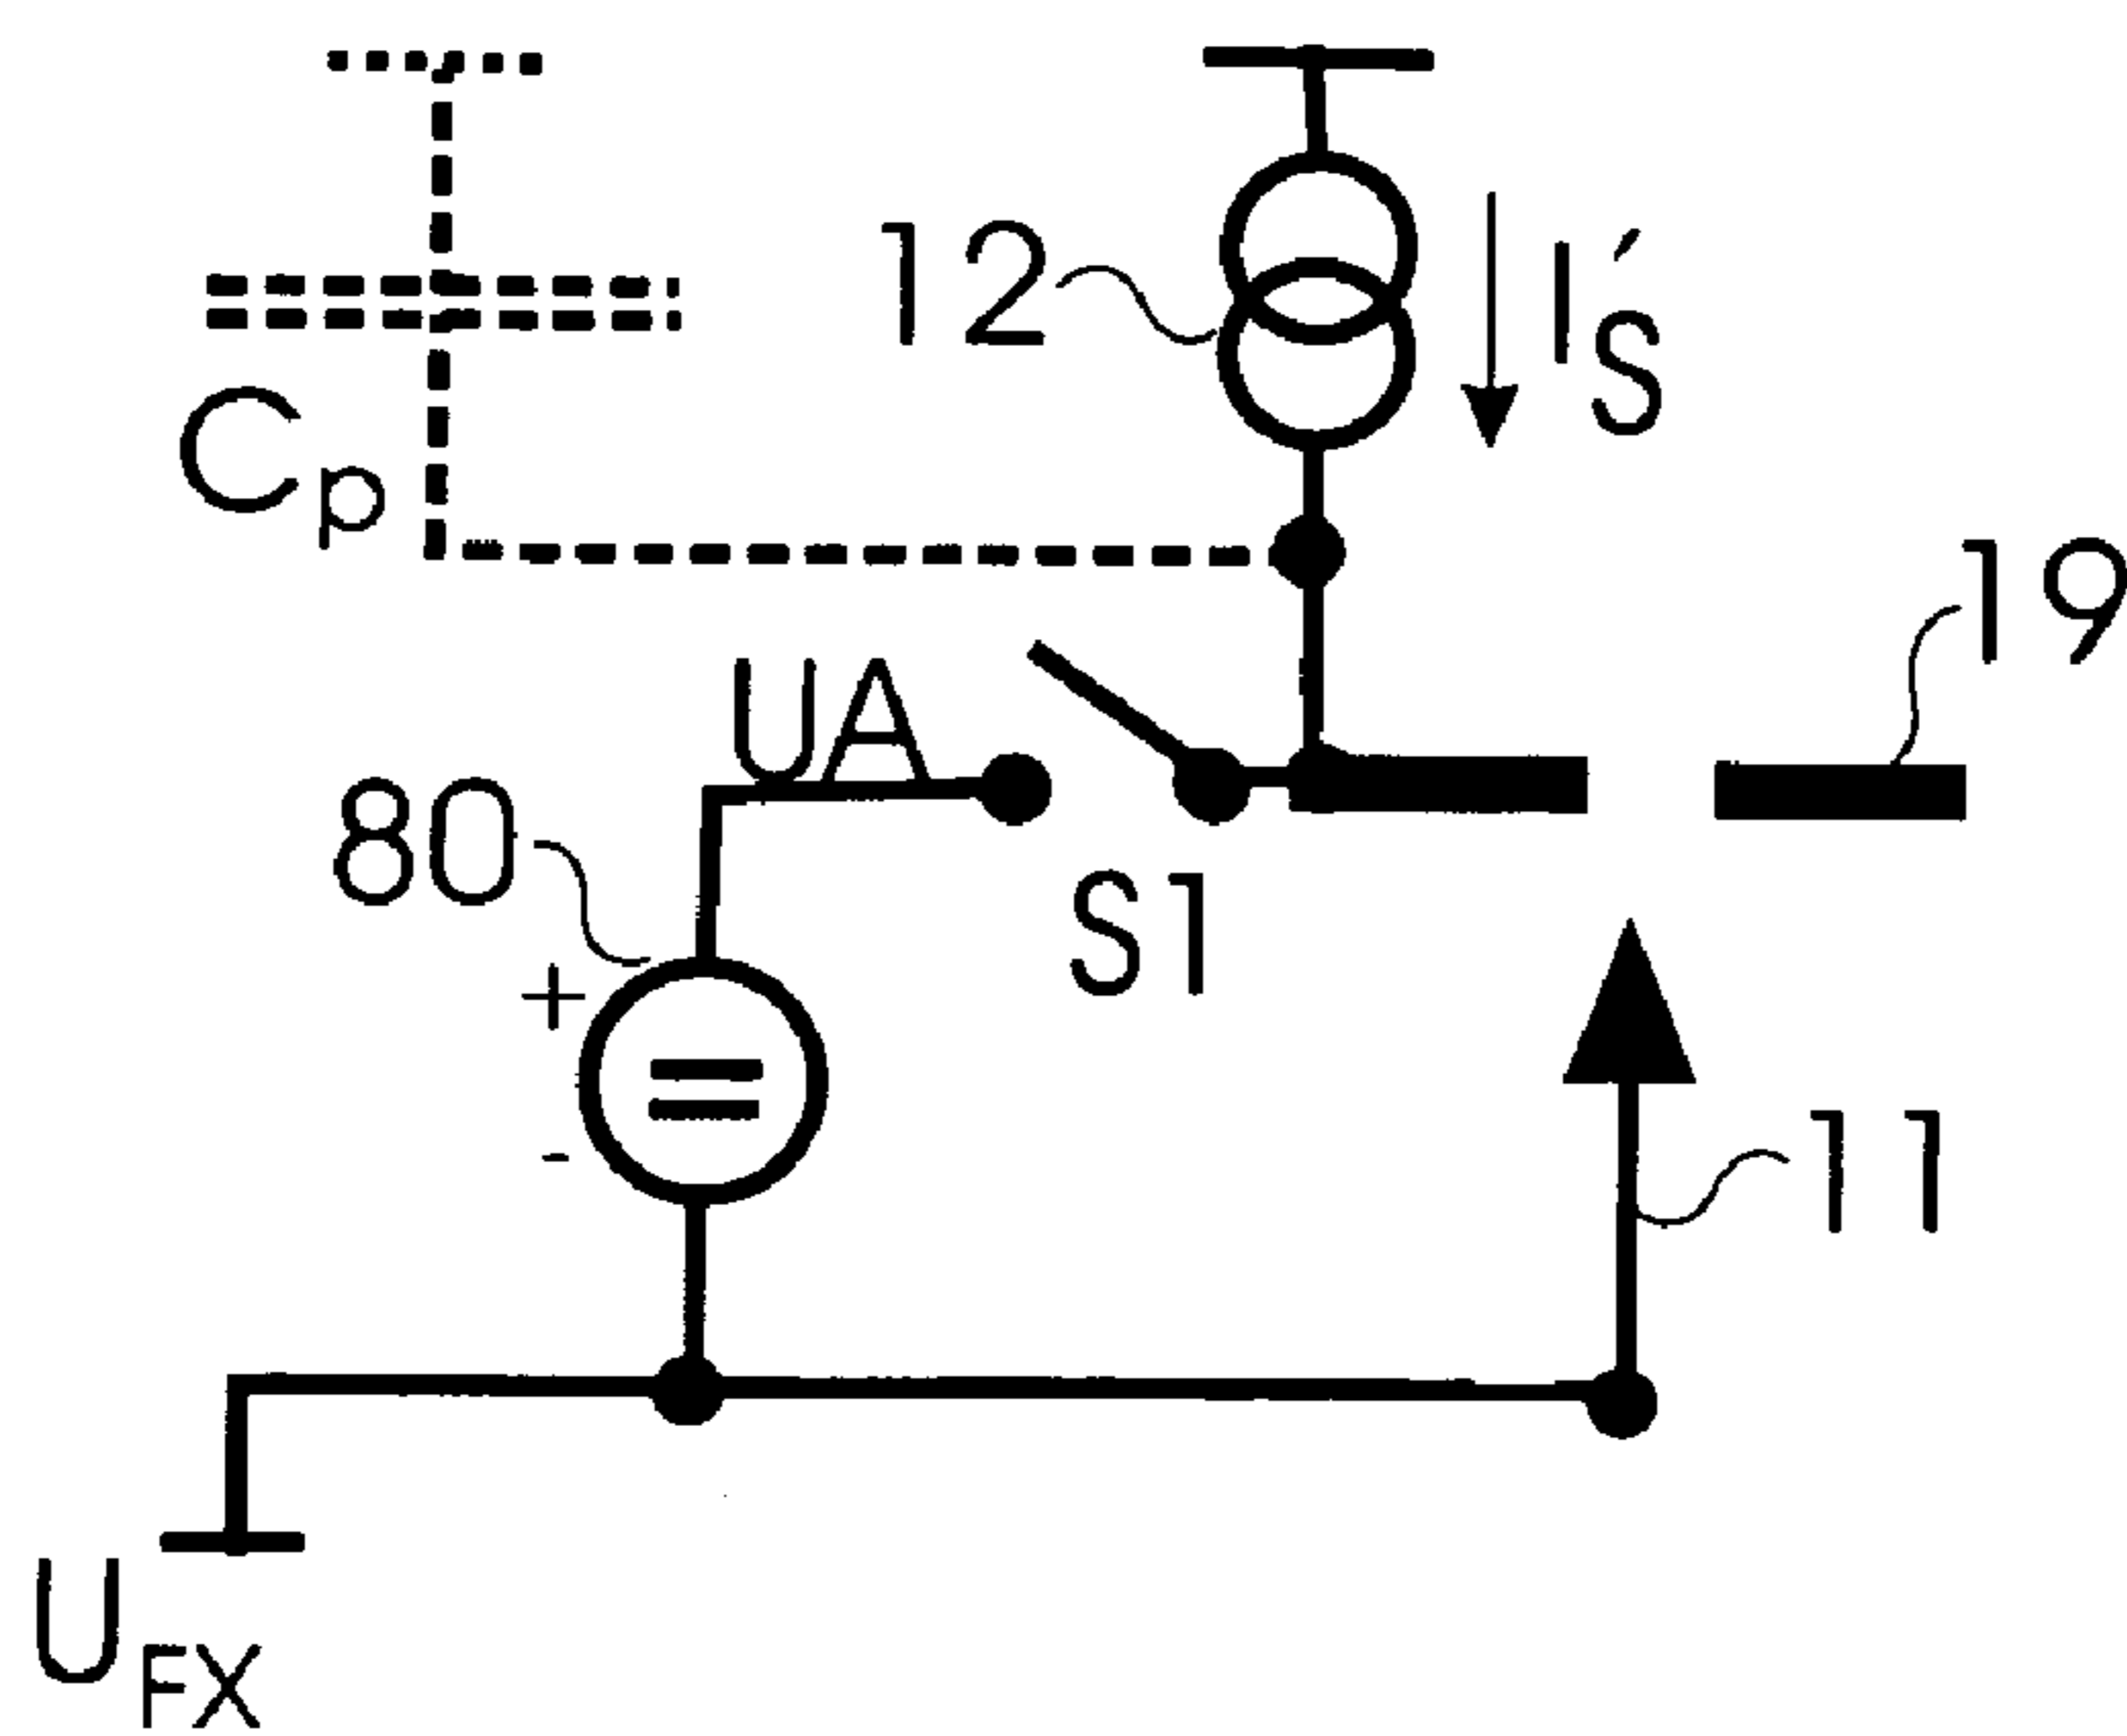 12
I′S
Cp
19
UA
80
S1
+
=
-
11
UFX